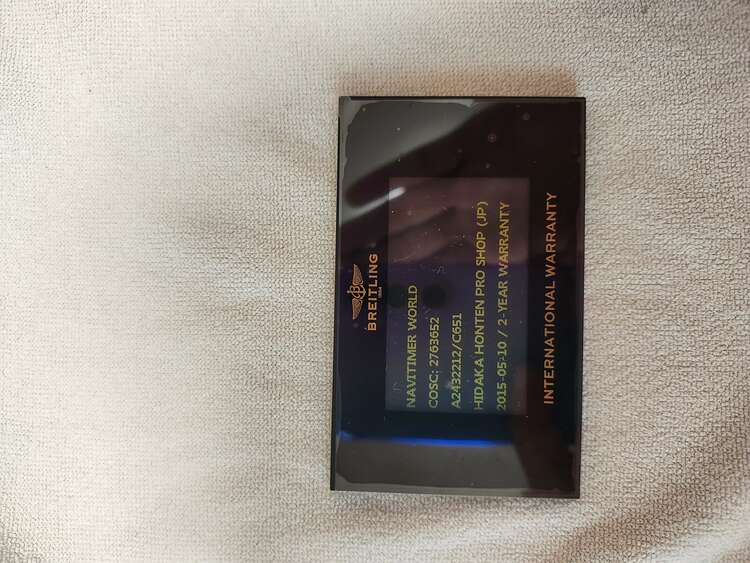 BREITLING
1884
NAVITIMER WORLD
COSC: 2763652
A2432212/C651
HIDAKA HONTEN PRO SHOP (JP)
2015-05-10 / 2-YEAR WARRANTY
INTERNATIONAL WARRANTY